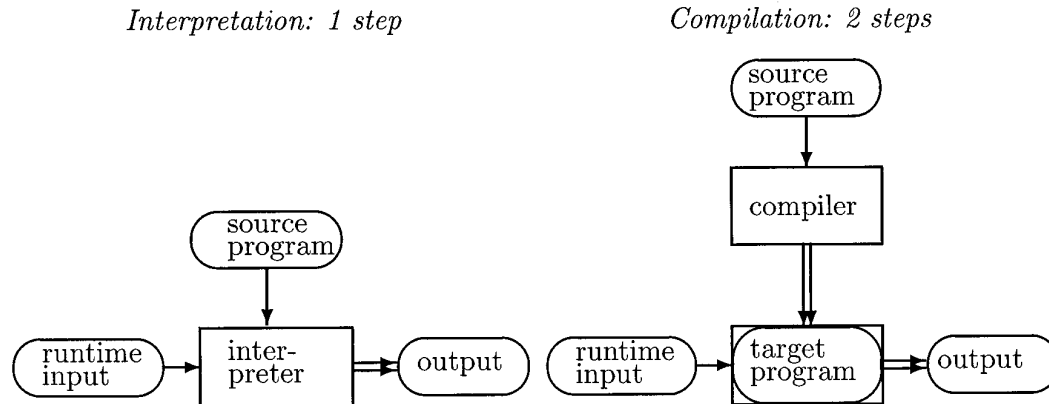 Interpretation: 1 step
Compilation: 2 steps
source
program
compiler
source
program
runtime
input
inter-
preter
output
runtime
input
target
program
output